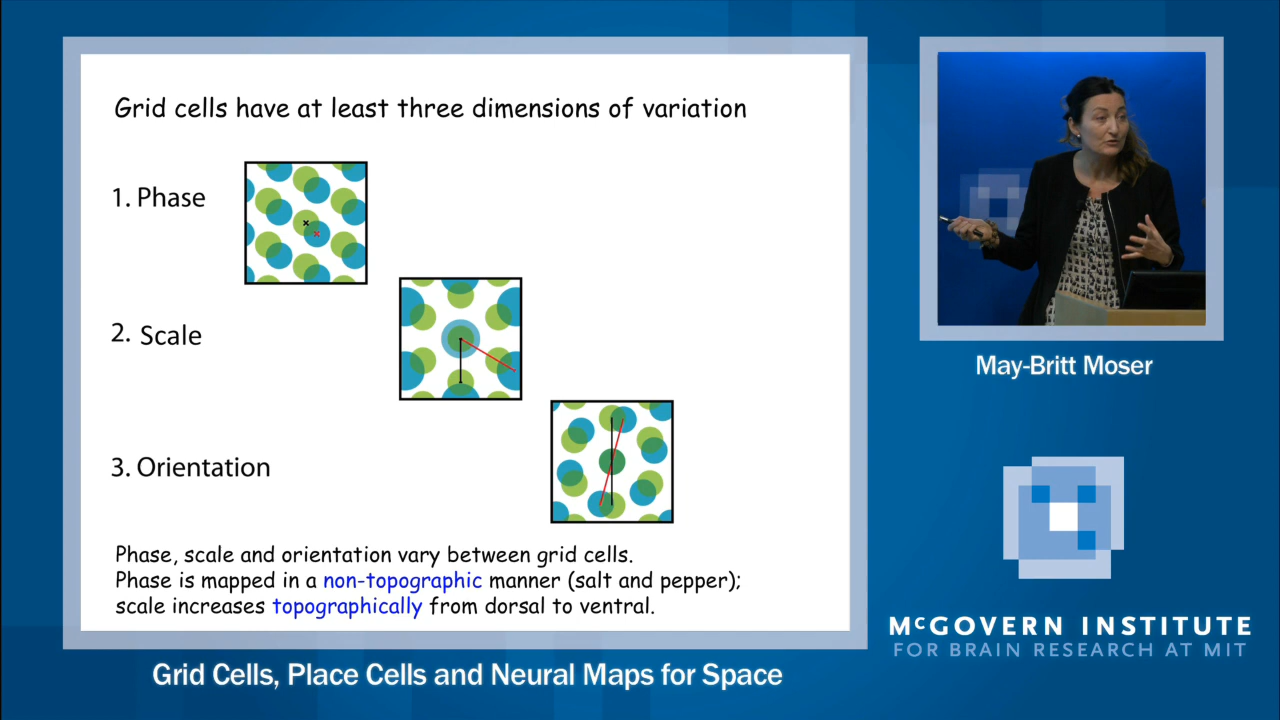 Grid cells have at least three dimensions of variation
1. Phase
2. Scale
3. Orientation
Phase, scale and orientation vary between grid cells.
Phase is mapped in a non-topographic manner (salt and pepper);
scale increases topographically from dorsal to ventral.
Grid Cells, Place Cells and Neural Maps for Space
May-Britt Moser
McGOVERN INSTITUTE
FOR BRAIN RESEARCH AT MIT